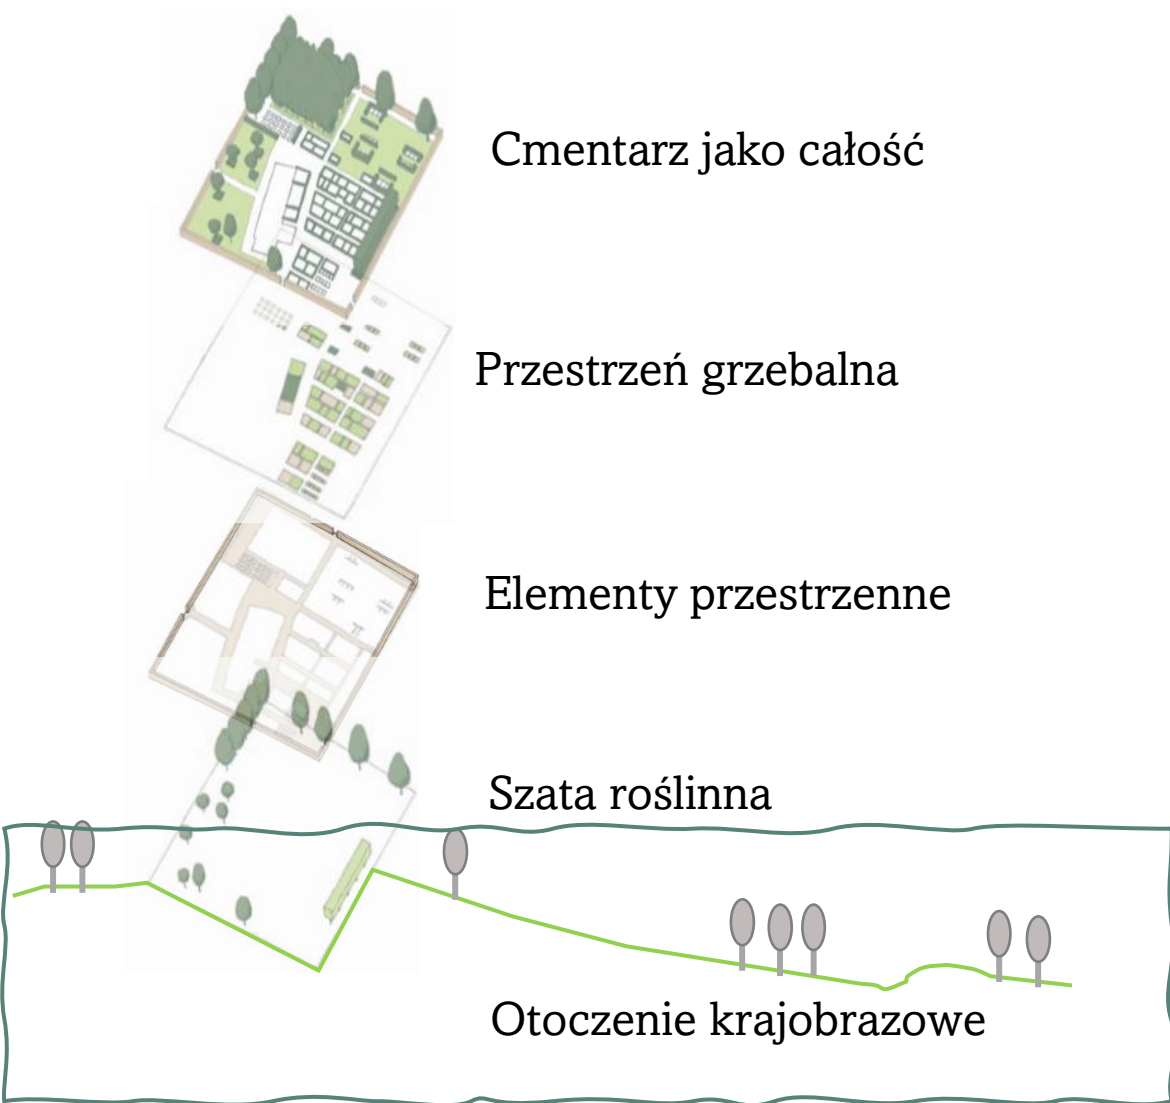 Cmentarz jako całość
Przestrzeń grzebalna
Elementy przestrzenne
Szata roślinna
Otoczenie krajobrazowe